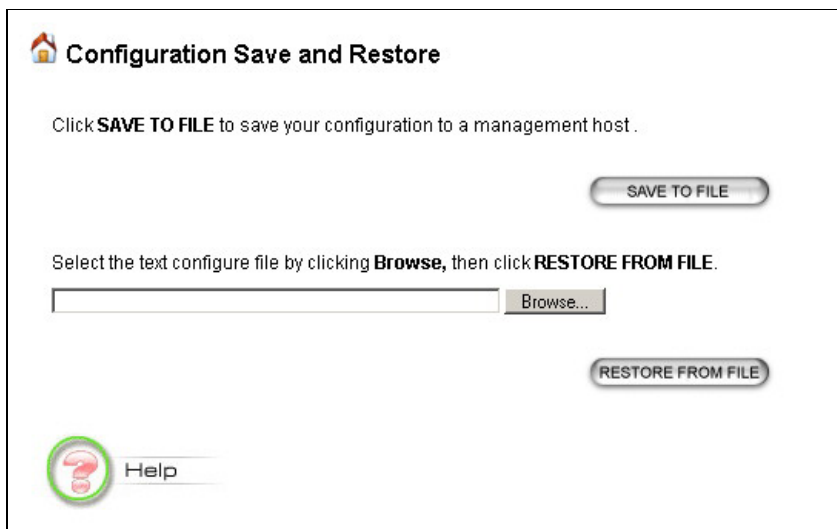 Configuration Save and Restore
Click SAVE TO FILE to save your configuration to a management host .
SAVE TO FILE
Select the text configure file by clicking Browse, then click RESTORE FROM FILE.
Browse...
RESTORE FROM FILE
Help